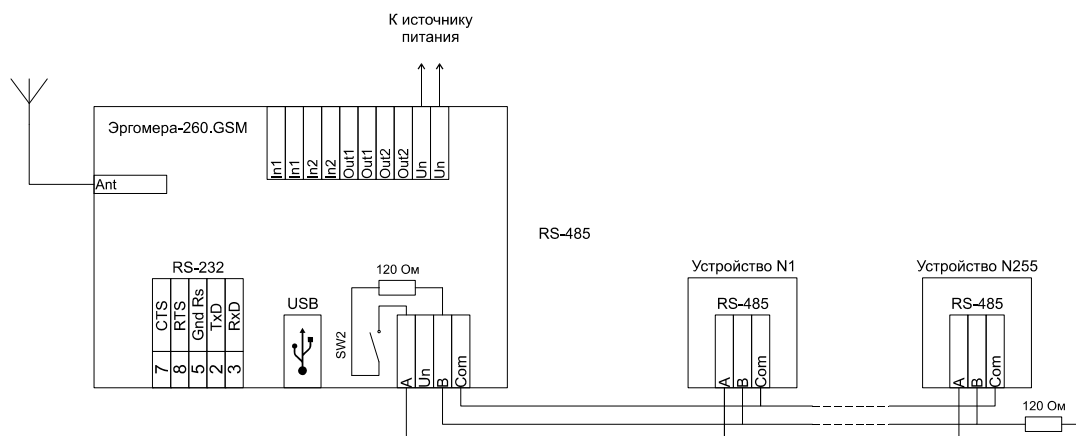 К источнику
питания
Эргомера-260.GSM
In1
In1
In2
In2
Out1
Out1
Out2
Out2
Un
Un
Ant
RS-485
RS-232
CTS
RTS
Gnd Rs
TxD
RxD
7
8
5
2
3
USB
120 Ом
SW2
A
Un
B
Com
Устройство N1
RS-485
A
B
Com
Устройство N255
RS-485
A
B
Com
120 Ом